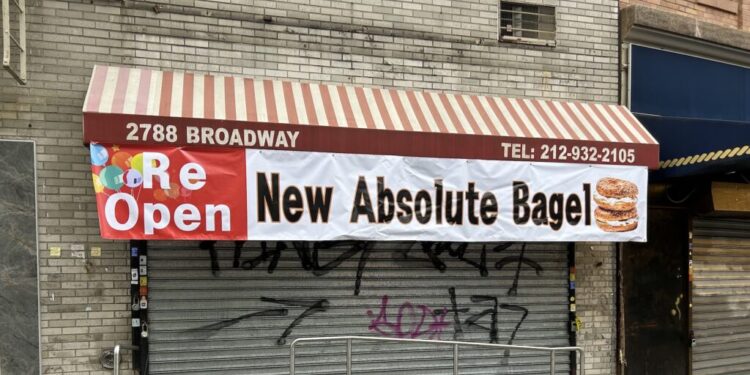 2788 BROADWAY TEL: 212-932-2105
Re
Open
New Absolute Bagel